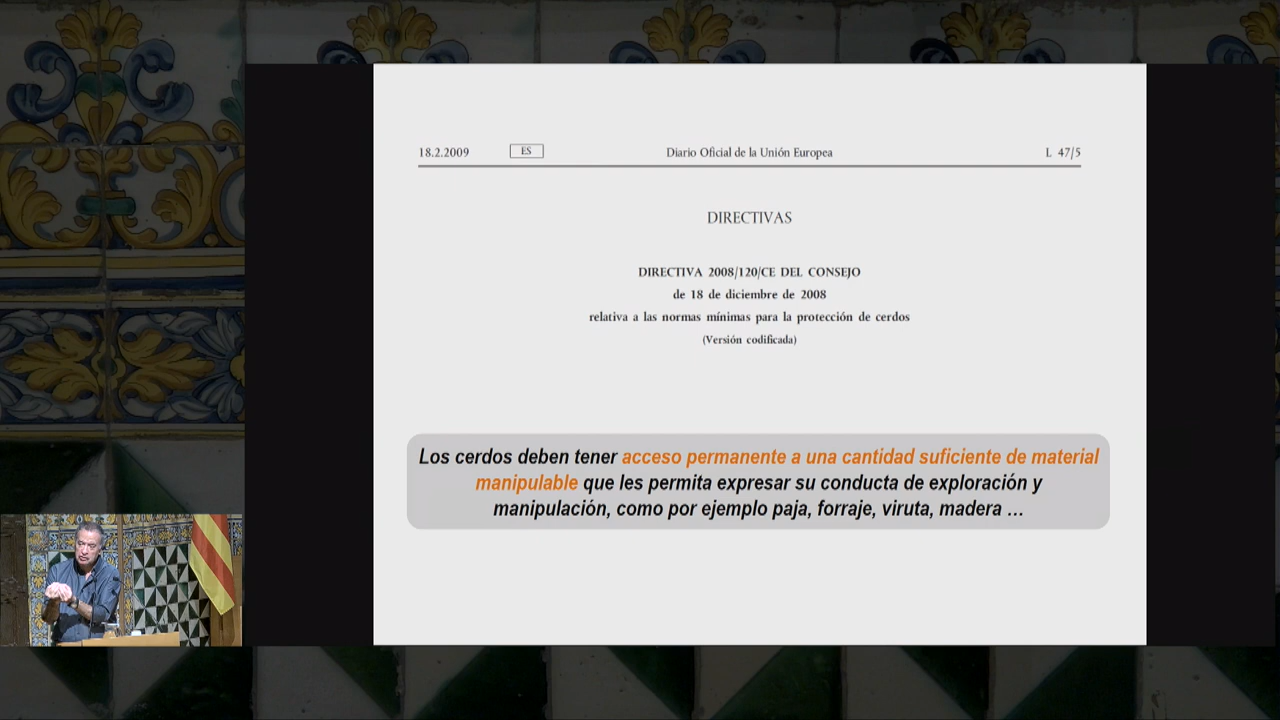 18.2.2009 ES Diario Oficial de la Unión Europea L 47/5
DIRECTIVAS
DIRECTIVA 2008/120/CE DEL CONSEJO
de 18 de diciembre de 2008
relativa a las normas mínimas para la protección de cerdos
(Versión codificada)
Los cerdos deben tener acceso permanente a una cantidad suficiente de material
manipulable que les permita expresar su conducta de exploración y
manipulación, como por ejemplo paja, forraje, viruta, madera ...